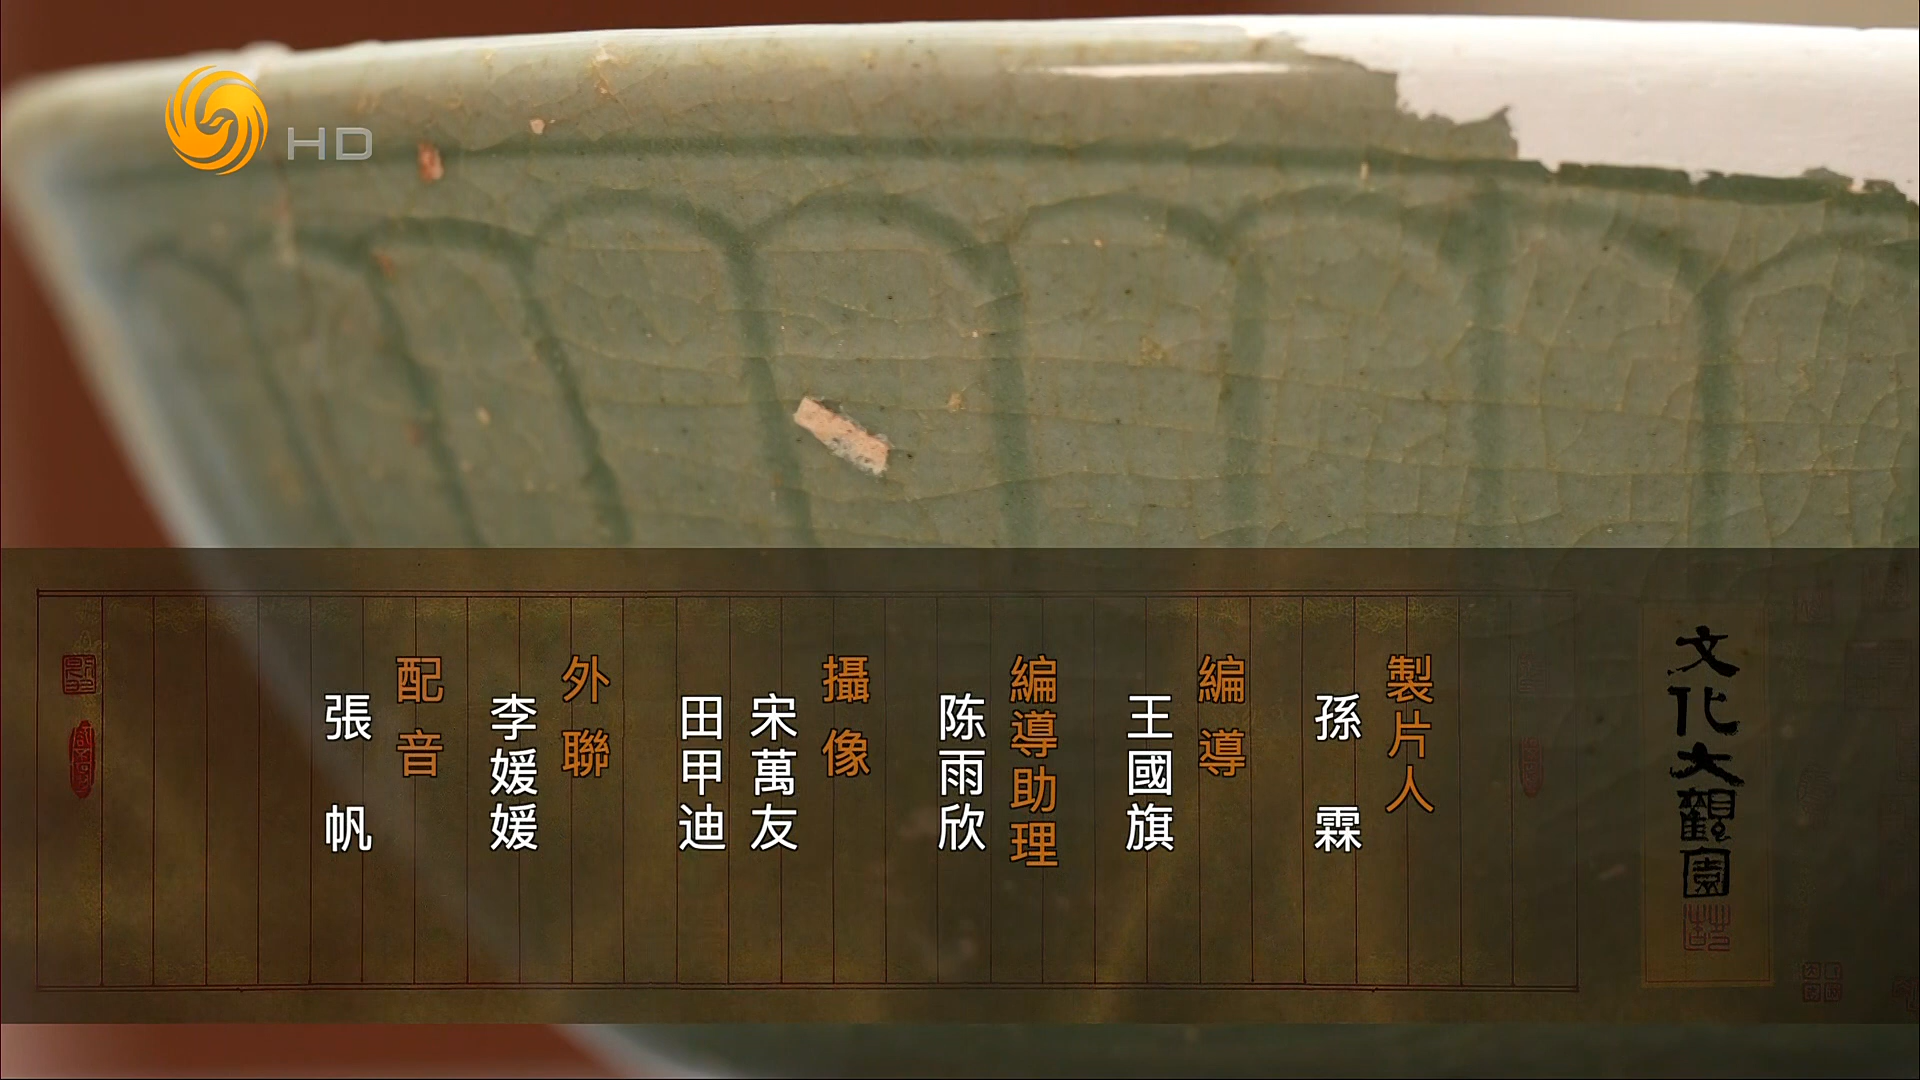 HD
文化大觀園
製片人
孫霖
編導
王國旗
編導助理
陈雨欣
攝像
宋萬友
田甲迪
外聯
李媛媛
配音
張帆